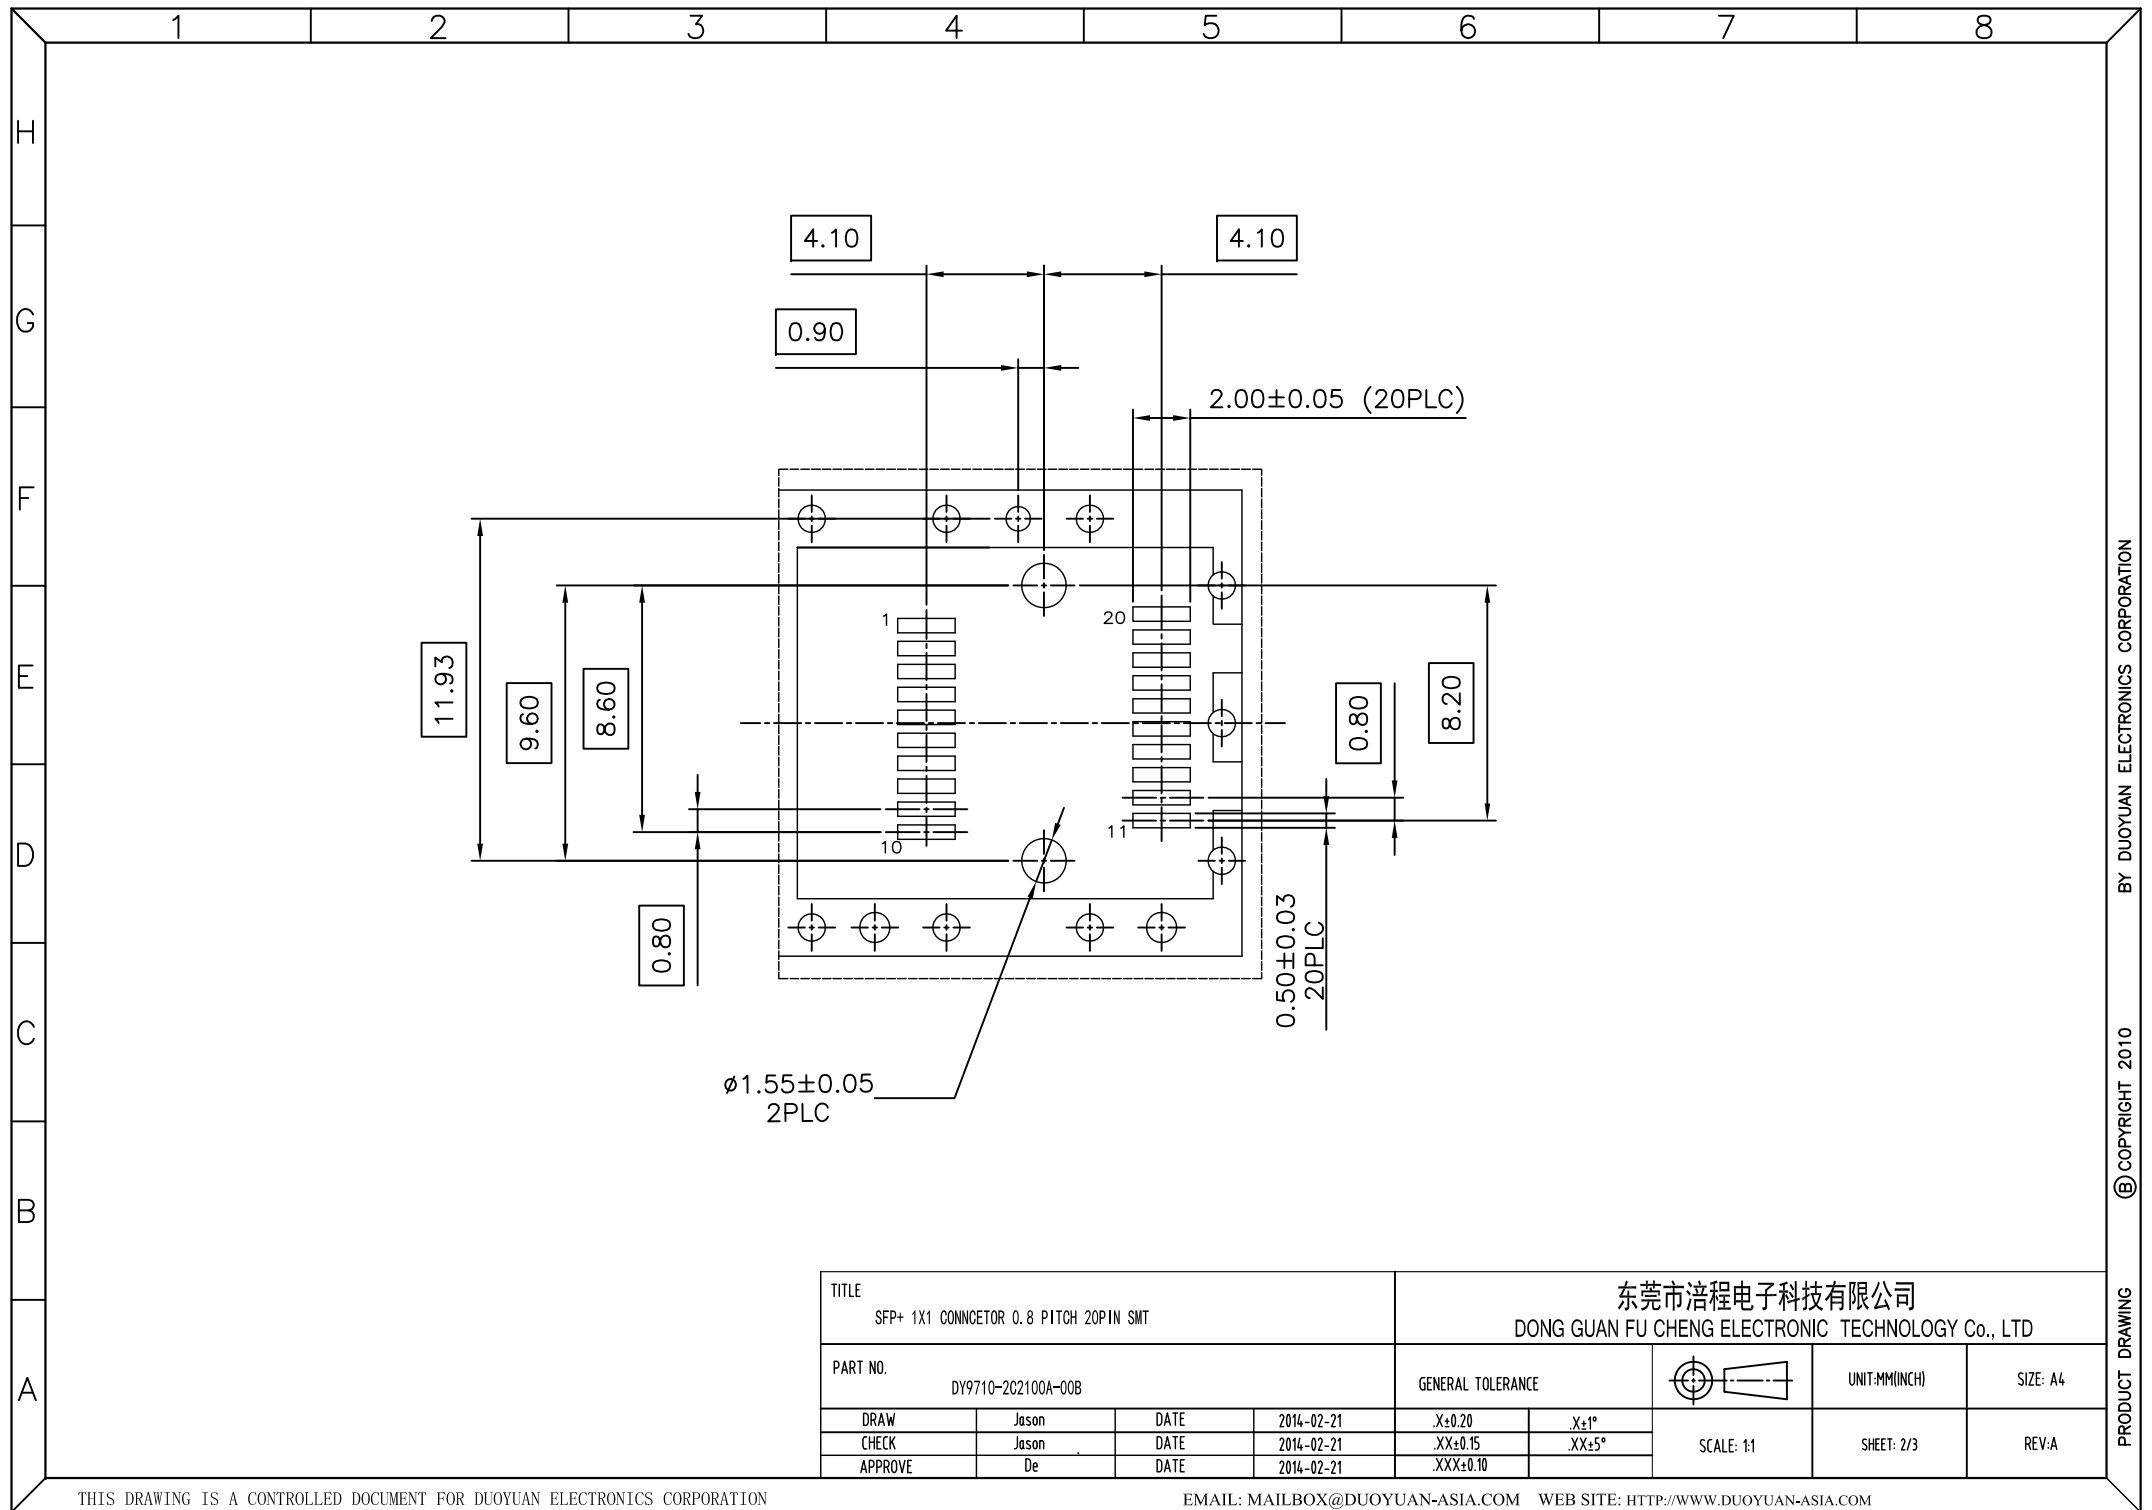 1 2 3 4 5 6 7 8
H
G
F
E
D
C
B
A
4.10
4.10
0.90
2.00±0.05 (20PLC)
1
20
11.93
9.60
8.60
0.80
8.20
10
11
0.80
0.50±0.03
20PLC
ø1.55±0.05
2PLC
TITLE
SFP+ 1X1 CONNCETOR 0.8 PITCH 20PIN SMT
东莞市涪程电子科技有限公司
DONG GUAN FU CHENG ELECTRONIC TECHNOLOGY Co., LTD
PART NO.
DY9710-2C2100A-00B
GENERAL TOLERANCE
UNIT:MM(INCH)
SIZE: A4
DRAW Jason DATE 2014-02-21 .X±0.20 .X±1°
CHECK Jason DATE 2014-02-21 .XX±0.15 .XX±5°
APPROVE De DATE 2014-02-21 .XXX±0.10
SCALE: 1:1
SHEET: 2/3
REV:A
PRODUCT DRAWING Ⓑ COPYRIGHT 2010 BY DUOYUAN ELECTRONICS CORPORATION
THIS DRAWING IS A CONTROLLED DOCUMENT FOR DUOYUAN ELECTRONICS CORPORATION
EMAIL: MAILBOX@DUOYUAN-ASIA.COM WEB SITE: HTTP://WWW.DUOYUAN-ASIA.COM